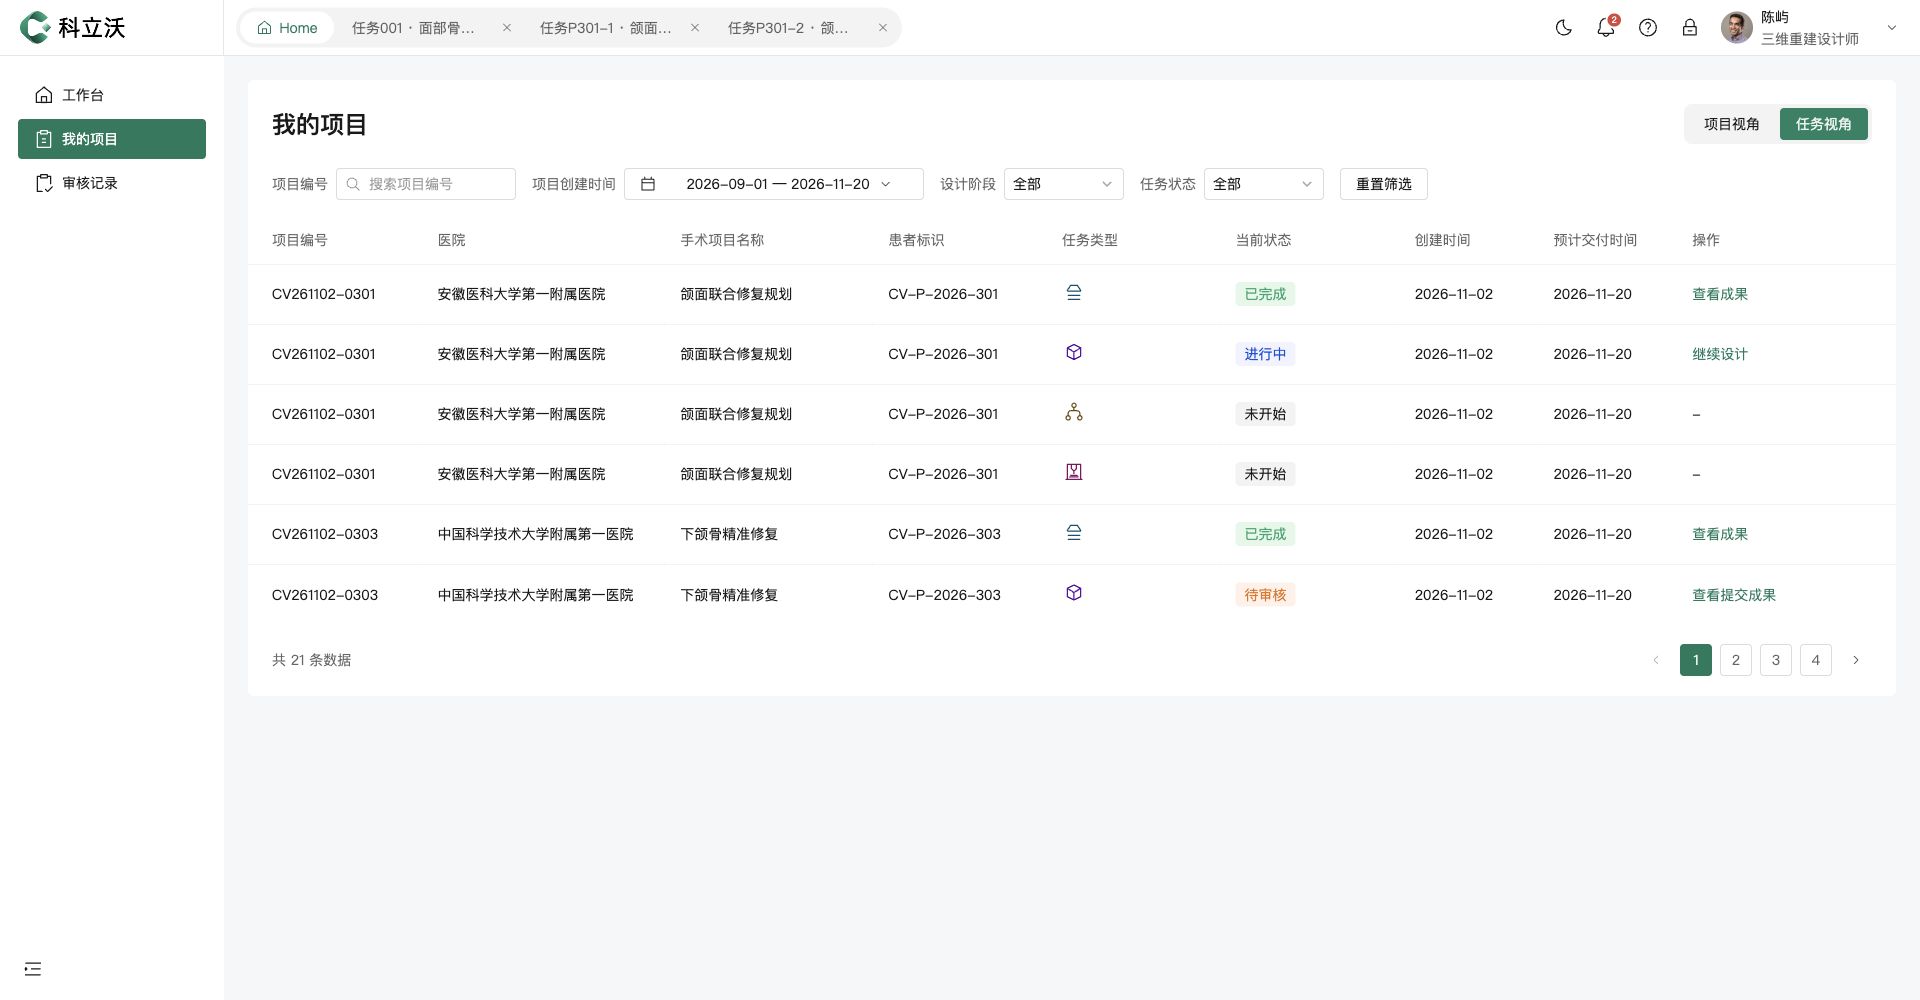 科立沃
Home
任务001 · 面部骨...
任务P301-1 · 颌面...
任务P301-2 · 颌...
2
陈屿
三维重建设计师
工作台
我的项目
审核记录
我的项目
项目视角
任务视角
项目编号 搜索项目编号 项目创建时间 2026-09-01 — 2026-11-20 设计阶段 全部 任务状态 全部 重置筛选
项目编号 医院 手术项目名称 患者标识 任务类型 当前状态 创建时间 预计交付时间 操作
CV261102-0301 安徽医科大学第一附属医院 颌面联合修复规划 CV-P-2026-301 已完成 2026-11-02 2026-11-20 查看成果
CV261102-0301 安徽医科大学第一附属医院 颌面联合修复规划 CV-P-2026-301 进行中 2026-11-02 2026-11-20 继续设计
CV261102-0301 安徽医科大学第一附属医院 颌面联合修复规划 CV-P-2026-301 未开始 2026-11-02 2026-11-20 -
CV261102-0301 安徽医科大学第一附属医院 颌面联合修复规划 CV-P-2026-301 未开始 2026-11-02 2026-11-20 -
CV261102-0303 中国科学技术大学附属第一医院 下颌骨精准修复 CV-P-2026-303 已完成 2026-11-02 2026-11-20 查看成果
CV261102-0303 中国科学技术大学附属第一医院 下颌骨精准修复 CV-P-2026-303 待审核 2026-11-02 2026-11-20 查看提交成果
共 21 条数据
1 2 3 4